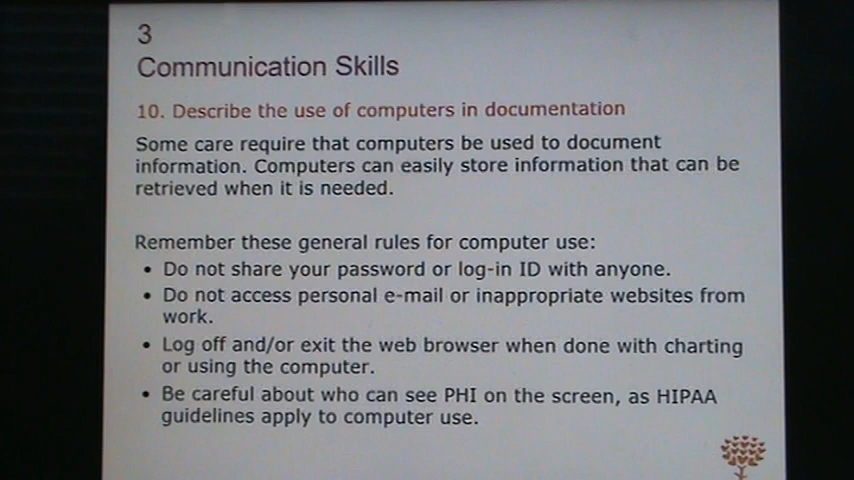 3
Communication Skills
10. Describe the use of computers in documentation
Some care require that computers be used to document
information. Computers can easily store information that can be
retrieved when it is needed.
Remember these general rules for computer use:
• Do not share your password or log-in ID with anyone.
• Do not access personal e-mail or inappropriate websites from
work.
• Log off and/or exit the web browser when done with charting
or using the computer.
• Be careful about who can see PHI on the screen, as HIPAA
guidelines apply to computer use.